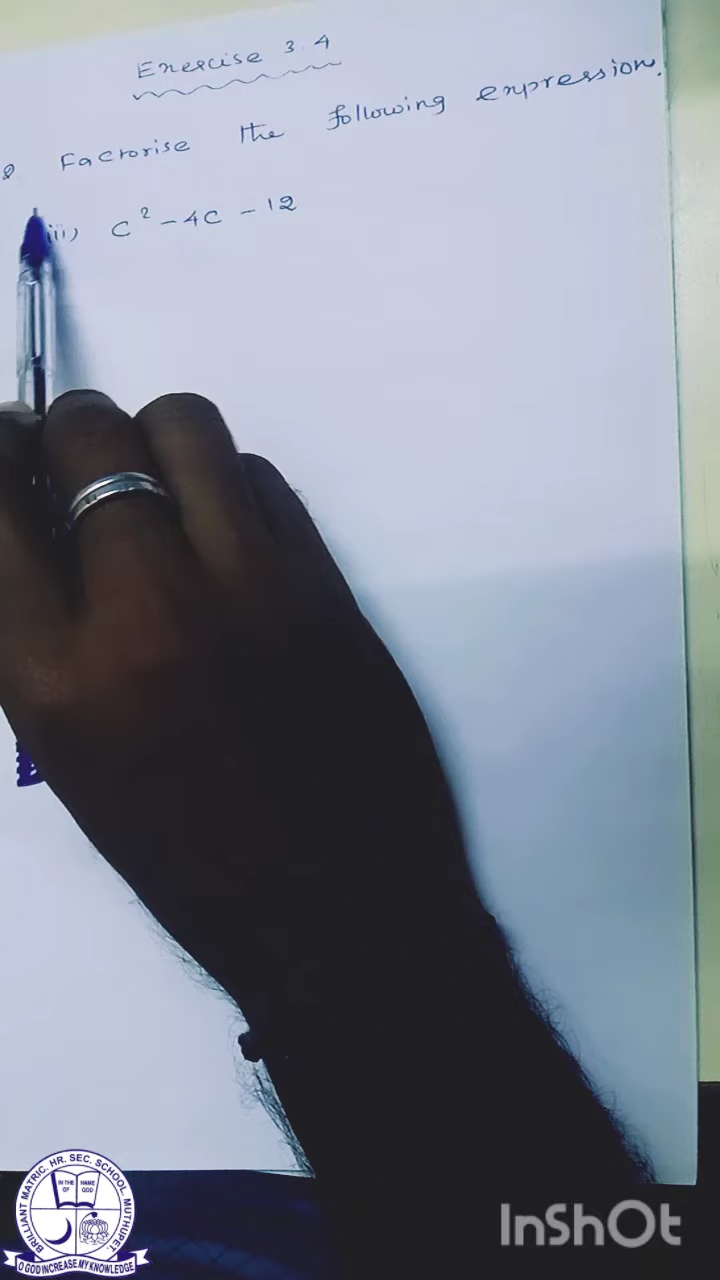 Exercise 3.4
2. Factorise the following expression.
iii) c² - 4c - 12
BRILLIANT MATRIC. HR. SEC. SCHOOL, MUTHUPET.
IN THE NAME
OF GOD
O GOD INCREASE MY KNOWLEDGE
InShOt